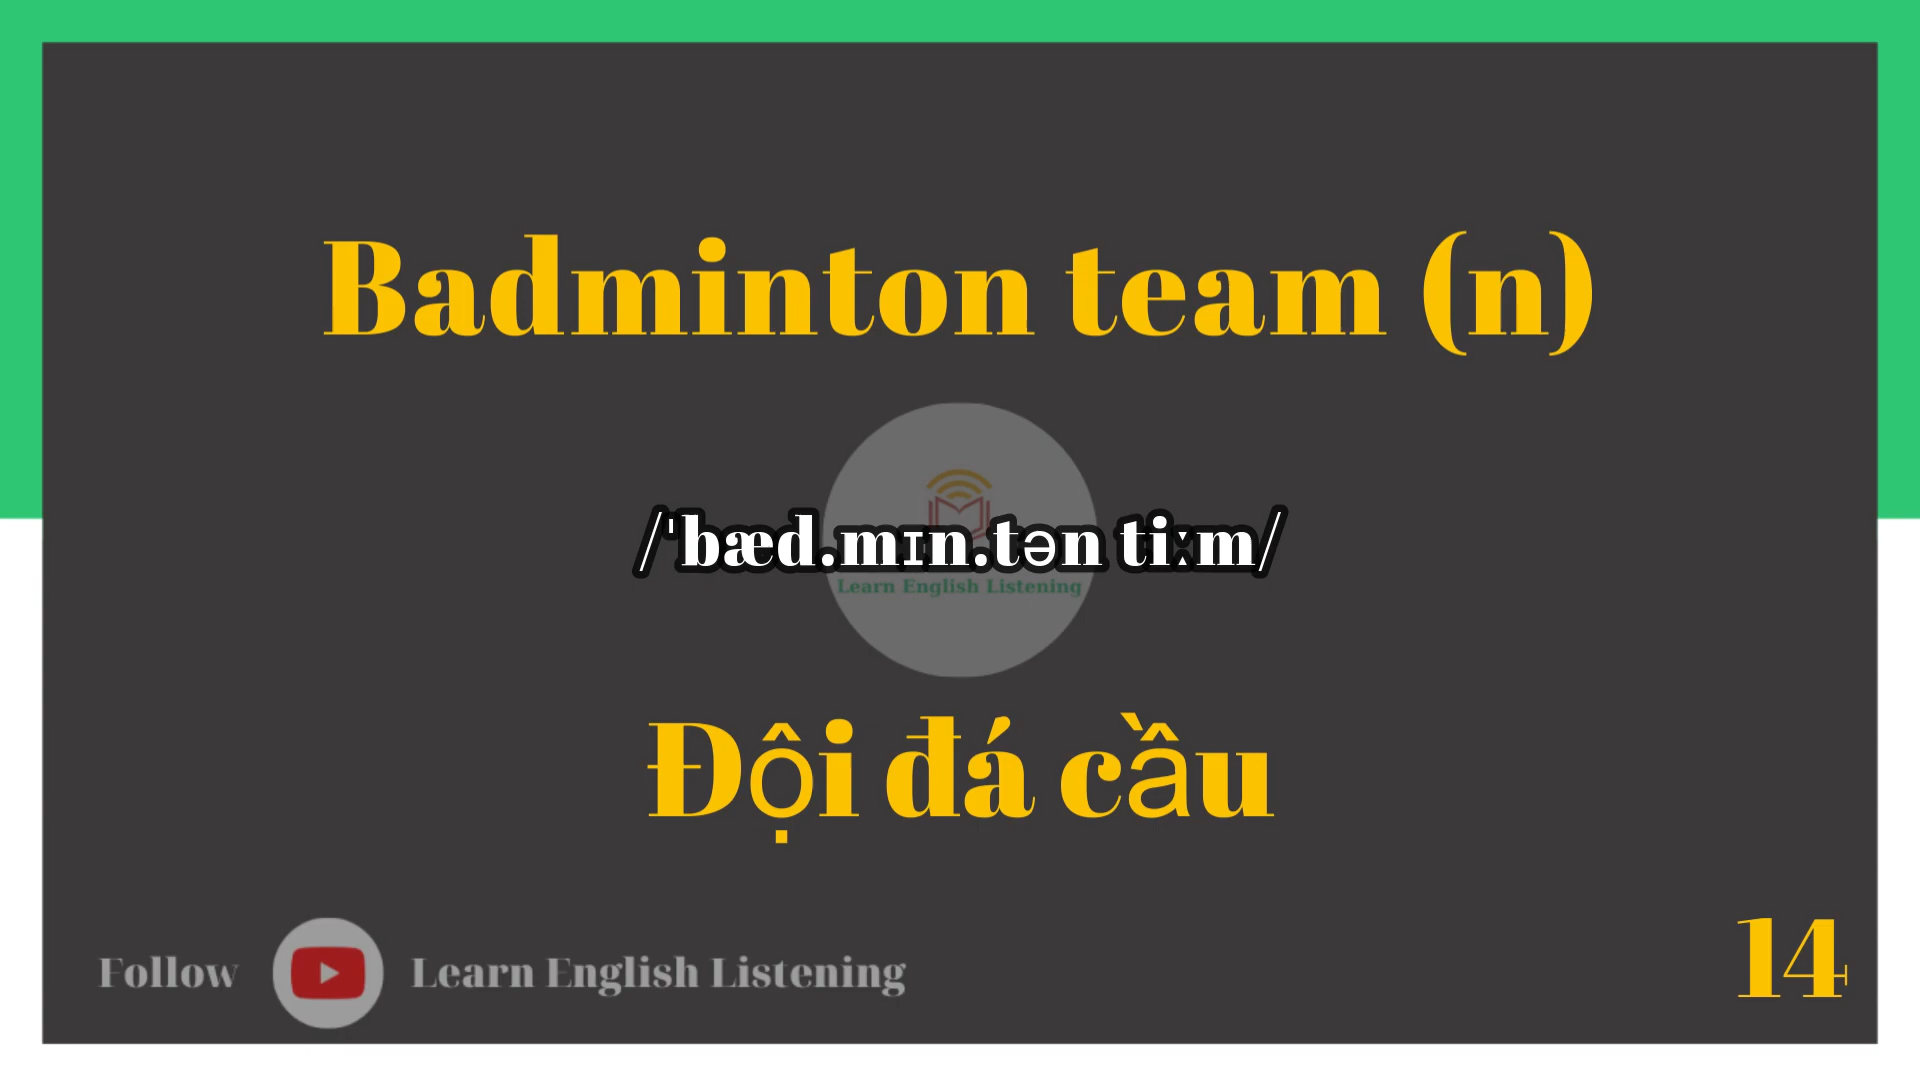 Badminton team (n)
/ˈbæd.mɪn.tən tiːm/
Learn English Listening
Đội đá cầu
Follow Learn English Listening
14